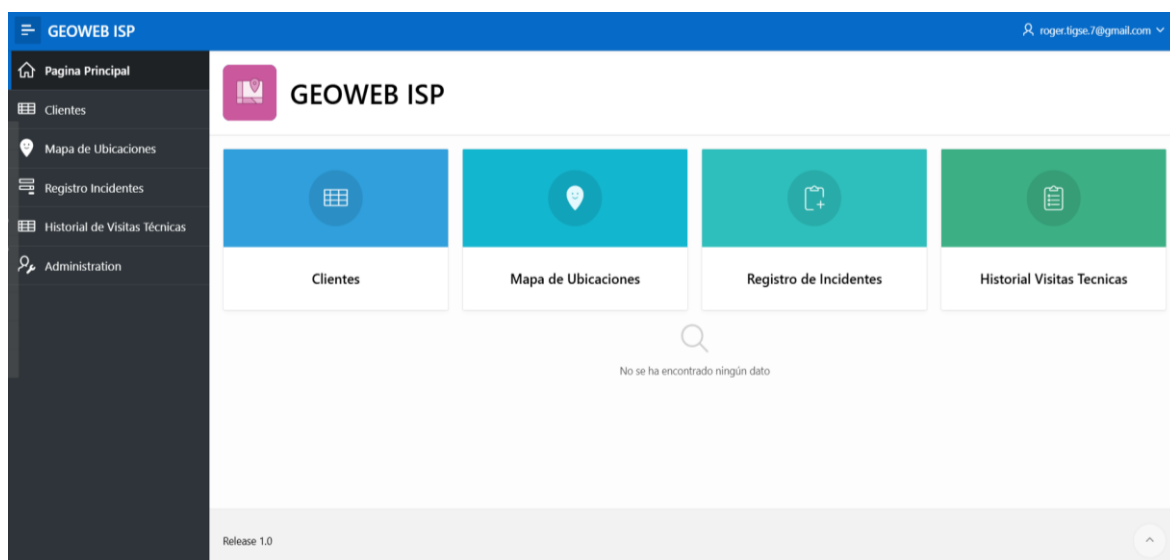 GEOWEB ISP
roger.tigse.7@gmail.com
Pagina Principal
Clientes
Mapa de Ubicaciones
Registro Incidentes
Historial de Visitas Técnicas
Administration
GEOWEB ISP
Clientes
Mapa de Ubicaciones
Registro de Incidentes
Historial Visitas Tecnicas
No se ha encontrado ningún dato
Release 1.0